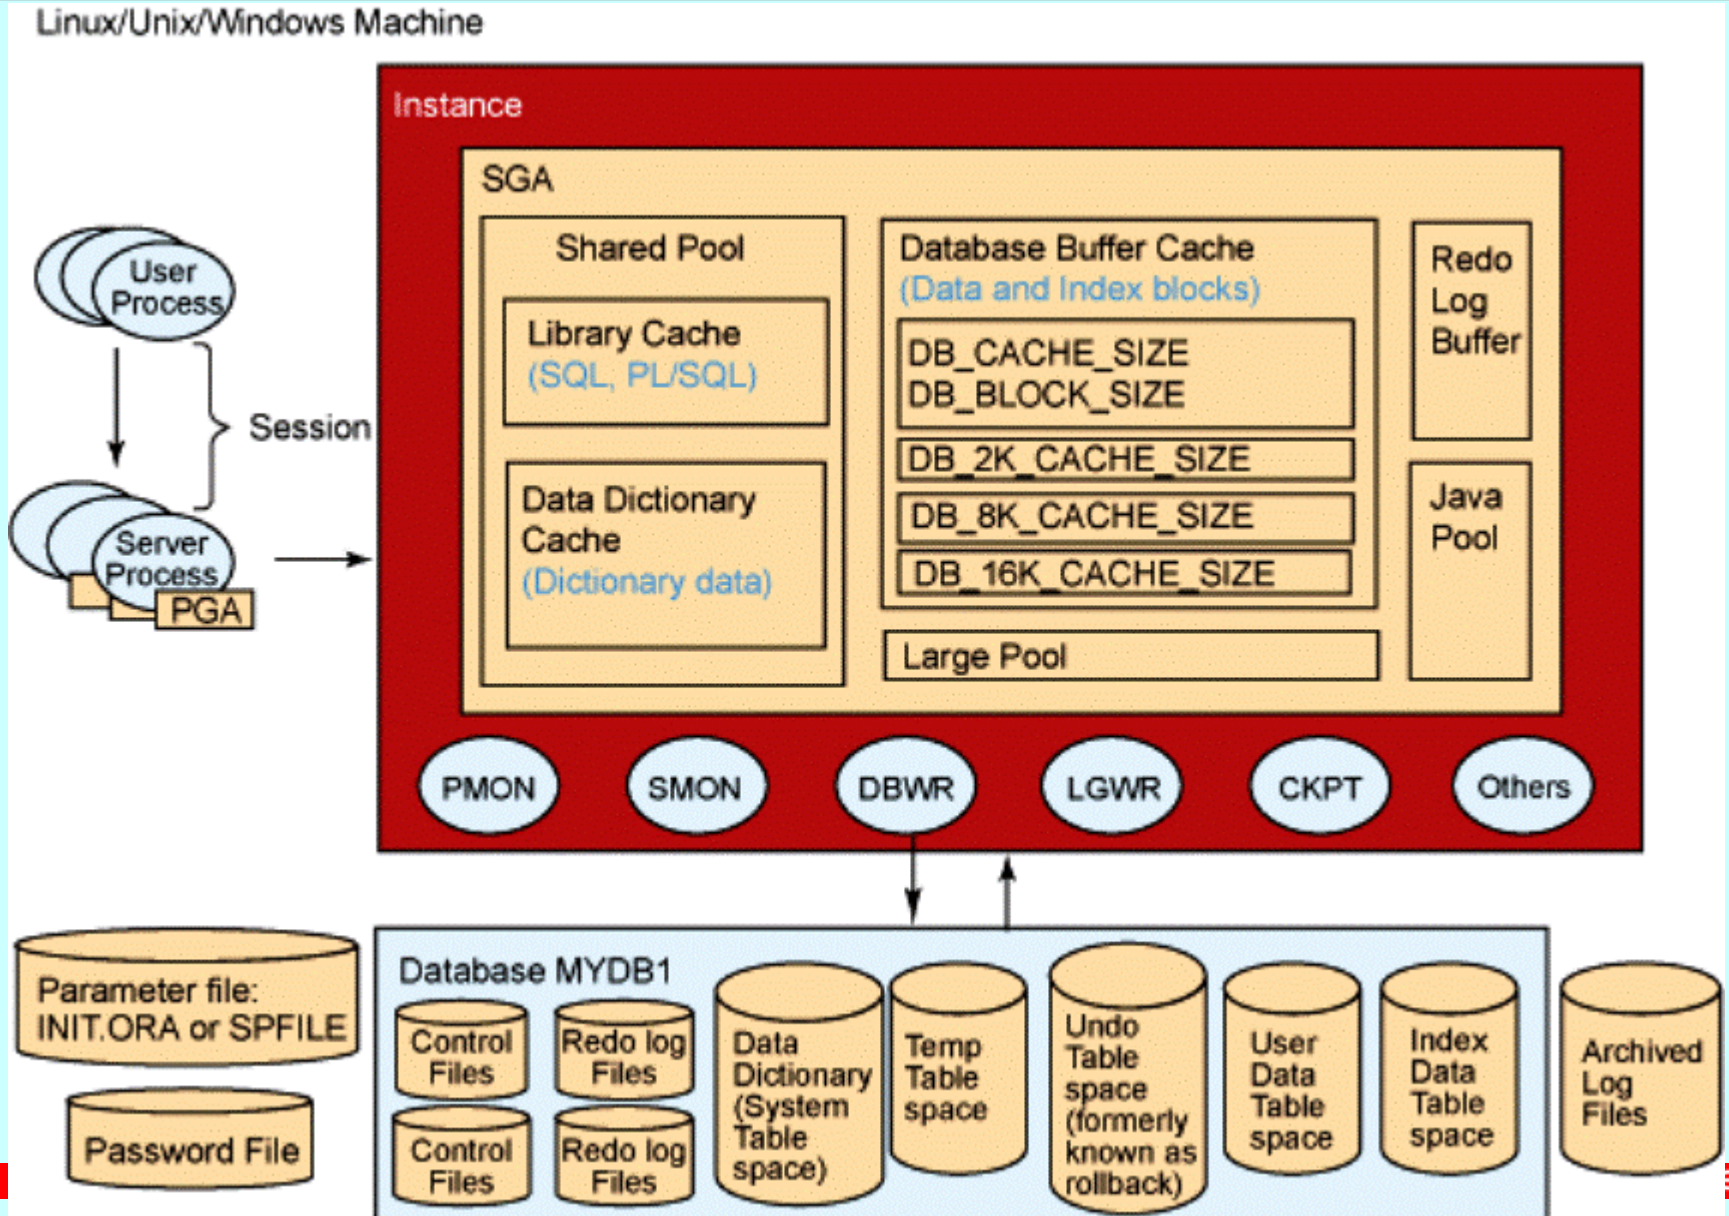 Linux/Unix/Windows Machine
Instance
SGA
Shared Pool
Library Cache
(SQL, PL/SQL)
Data Dictionary
Cache
(Dictionary data)
Database Buffer Cache
(Data and Index blocks)
DB_CACHE_SIZE
DB_BLOCK_SIZE
DB_2K_CACHE_SIZE
DB_8K_CACHE_SIZE
DB_16K_CACHE_SIZE
Large Pool
Redo
Log
Buffer
Java
Pool
User
Process
Session
Server
Process
PGA
PMON
SMON
DBWR
LGWR
CKPT
Others
Parameter file:
INIT.ORA or SPFILE
Password File
Database MYDB1
Control
Files
Redo log
Files
Control
Files
Redo log
Files
Data
Dictionary
(System
Table
space)
Temp
Table
space
Undo
Table
space
(formerly
known as
rollback)
User
Data
Table
space
Index
Data
Table
space
Archived
Log
Files